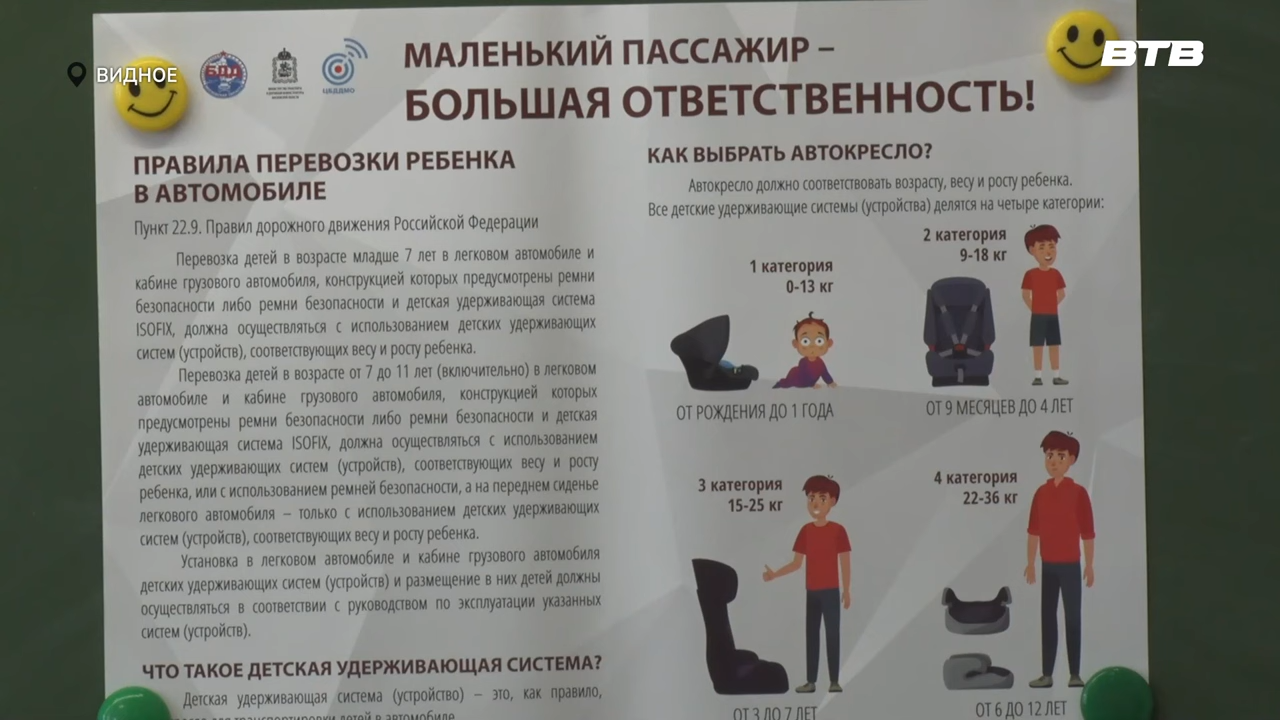 ВИДНОЕ
ВТВ
БДД
ЦБДДМО
МАЛЕНЬКИЙ ПАССАЖИР –
БОЛЬШАЯ ОТВЕТСТВЕННОСТЬ!
ПРАВИЛА ПЕРЕВОЗКИ РЕБЕНКА
В АВТОМОБИЛЕ
Пункт 22.9. Правил дорожного движения Российской Федерации
Перевозка детей в возрасте младше 7 лет в легковом автомобиле и
кабине грузового автомобиля, конструкцией которых предусмотрены ремни
безопасности либо ремни безопасности и детская удерживающая система
ISOFIX, должна осуществляться с использованием детских удерживающих
систем (устройств), соответствующих весу и росту ребенка.
Перевозка детей в возрасте от 7 до 11 лет (включительно) в легковом
автомобиле и кабине грузового автомобиля, конструкцией которых
предусмотрены ремни безопасности либо ремни безопасности и детская
удерживающая система ISOFIX, должна осуществляться с использованием
детских удерживающих систем (устройств), соответствующих весу и росту
ребенка, или с использованием ремней безопасности, а на переднем сиденье
легкового автомобиля – только с использованием детских удерживающих
систем (устройств), соответствующих весу и росту ребенка.
Установка в легковом автомобиле и кабине грузового автомобиля
детских удерживающих систем (устройств) и размещение в них детей должны
осуществляться в соответствии с руководством по эксплуатации указанных
систем (устройств).
ЧТО ТАКОЕ ДЕТСКАЯ УДЕРЖИВАЮЩАЯ СИСТЕМА?
Детская удерживающая система (устройство) – это, как правило,
для транспортировки детей в автомобиле.
КАК ВЫБРАТЬ АВТОКРЕСЛО?
Автокресло должно соответствовать возрасту, весу и росту ребенка.
Все детские удерживающие системы (устройства) делятся на четыре категории:
1 категория
0-13 кг
ОТ РОЖДЕНИЯ ДО 1 ГОДА
2 категория
9-18 кг
ОТ 9 МЕСЯЦЕВ ДО 4 ЛЕТ
3 категория
15-25 кг
ОТ 3 ДО 7 ЛЕТ
4 категория
22-36 кг
ОТ 6 ДО 12 ЛЕТ